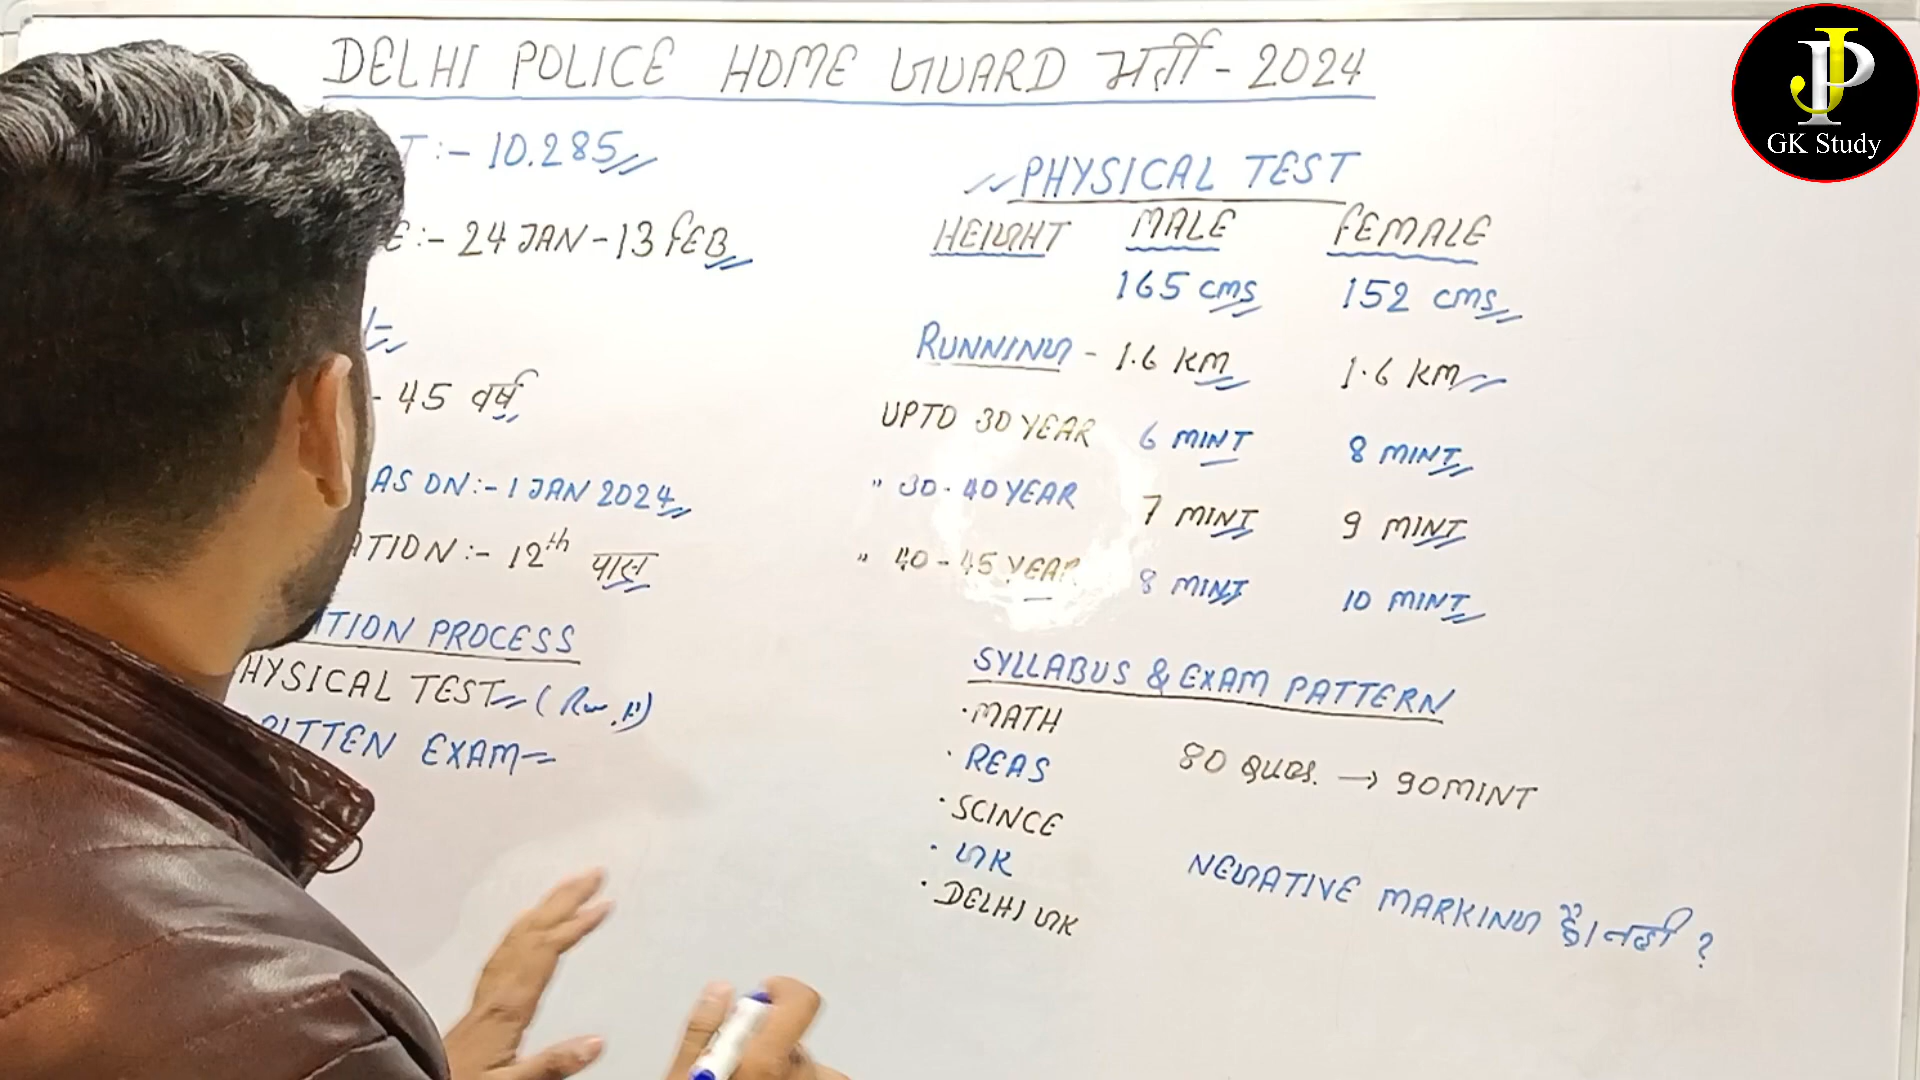 DELHI POLICE HOME GUARD भर्ती - 2024
T :- 10.285
E :- 24 JAN - 13 FEB
- 45 वर्ष
AS ON :- 1 JAN 2024
ATION :- 12th पास
TION PROCESS
HYSICAL TEST
RITTEN EXAM
PHYSICAL TEST
HEIGHT MALE FEMALE
165 cms 152 cms
RUNNING - 1.6 KM 1.6 KM
UPTO 30 YEAR 6 MINT 8 MINT
" 30 - 40 YEAR 7 MINT 9 MINT
" 40 - 45 YEAR 8 MINT 10 MINT
SYLLABUS & EXAM PATTERN
· MATH
· REAS
· SCINCE
· GK
· DELHI GK
80 QUES. → 90 MINT
NEGATIVE MARKING है। नही ?
JP
GK Study